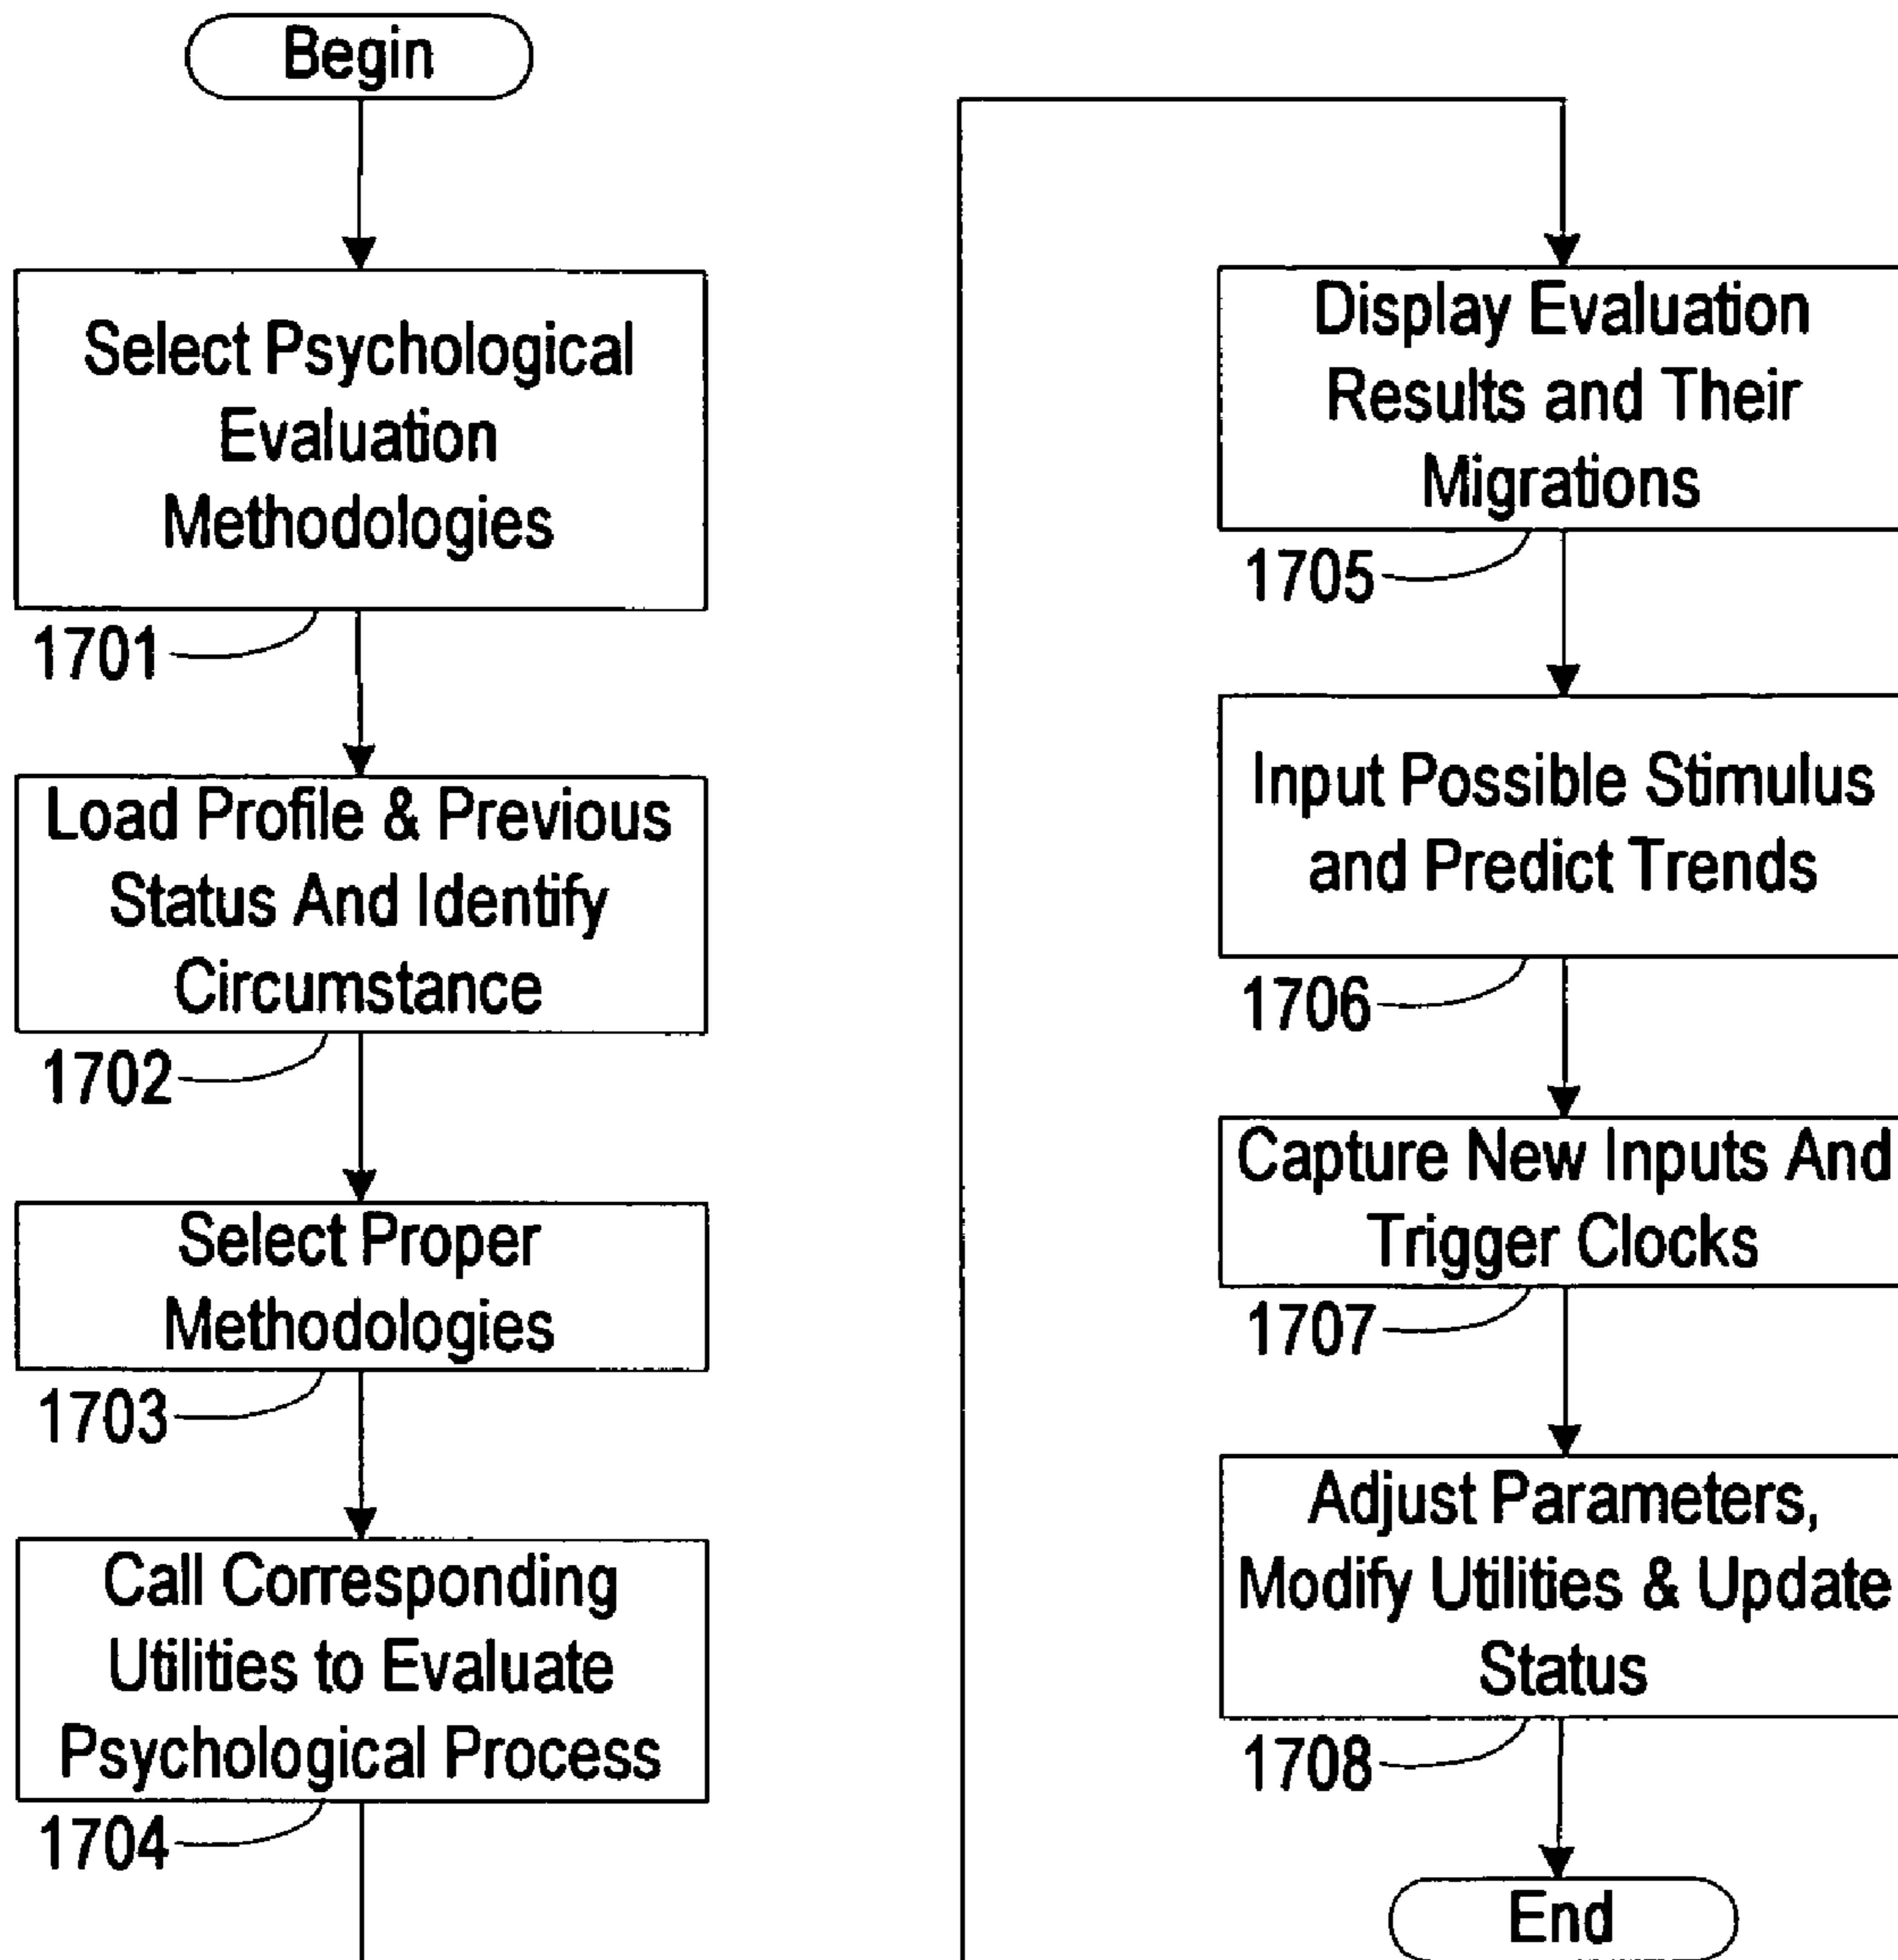 Begin
Select Psychological
Evaluation
Methodologies
1701
Load Profile & Previous
Status And Identify
Circumstance
1702
Select Proper
Methodologies
1703
Call Corresponding
Utilities to Evaluate
Psychological Process
1704
Display Evaluation
Results and Their
Migrations
1705
Input Possible Stimulus
and Predict Trends
1706
Capture New Inputs And
Trigger Clocks
1707
Adjust Parameters,
Modify Utilities & Update
Status
1708
End